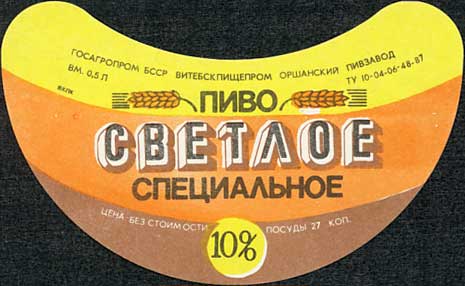 ГОСАГРОПРОМ БССР ВИТЕБСКПИЩЕПРОМ ОРШАНСКИЙ ПИВЗАВОД
ВМ. 0,5 Л ТУ 10-04-06-48-87
ПИВО
СВЕТЛОЕ
СПЕЦИАЛЬНОЕ
ЦЕНА БЕЗ СТОИМОСТИ ПОСУДЫ 27 КОП.
10%